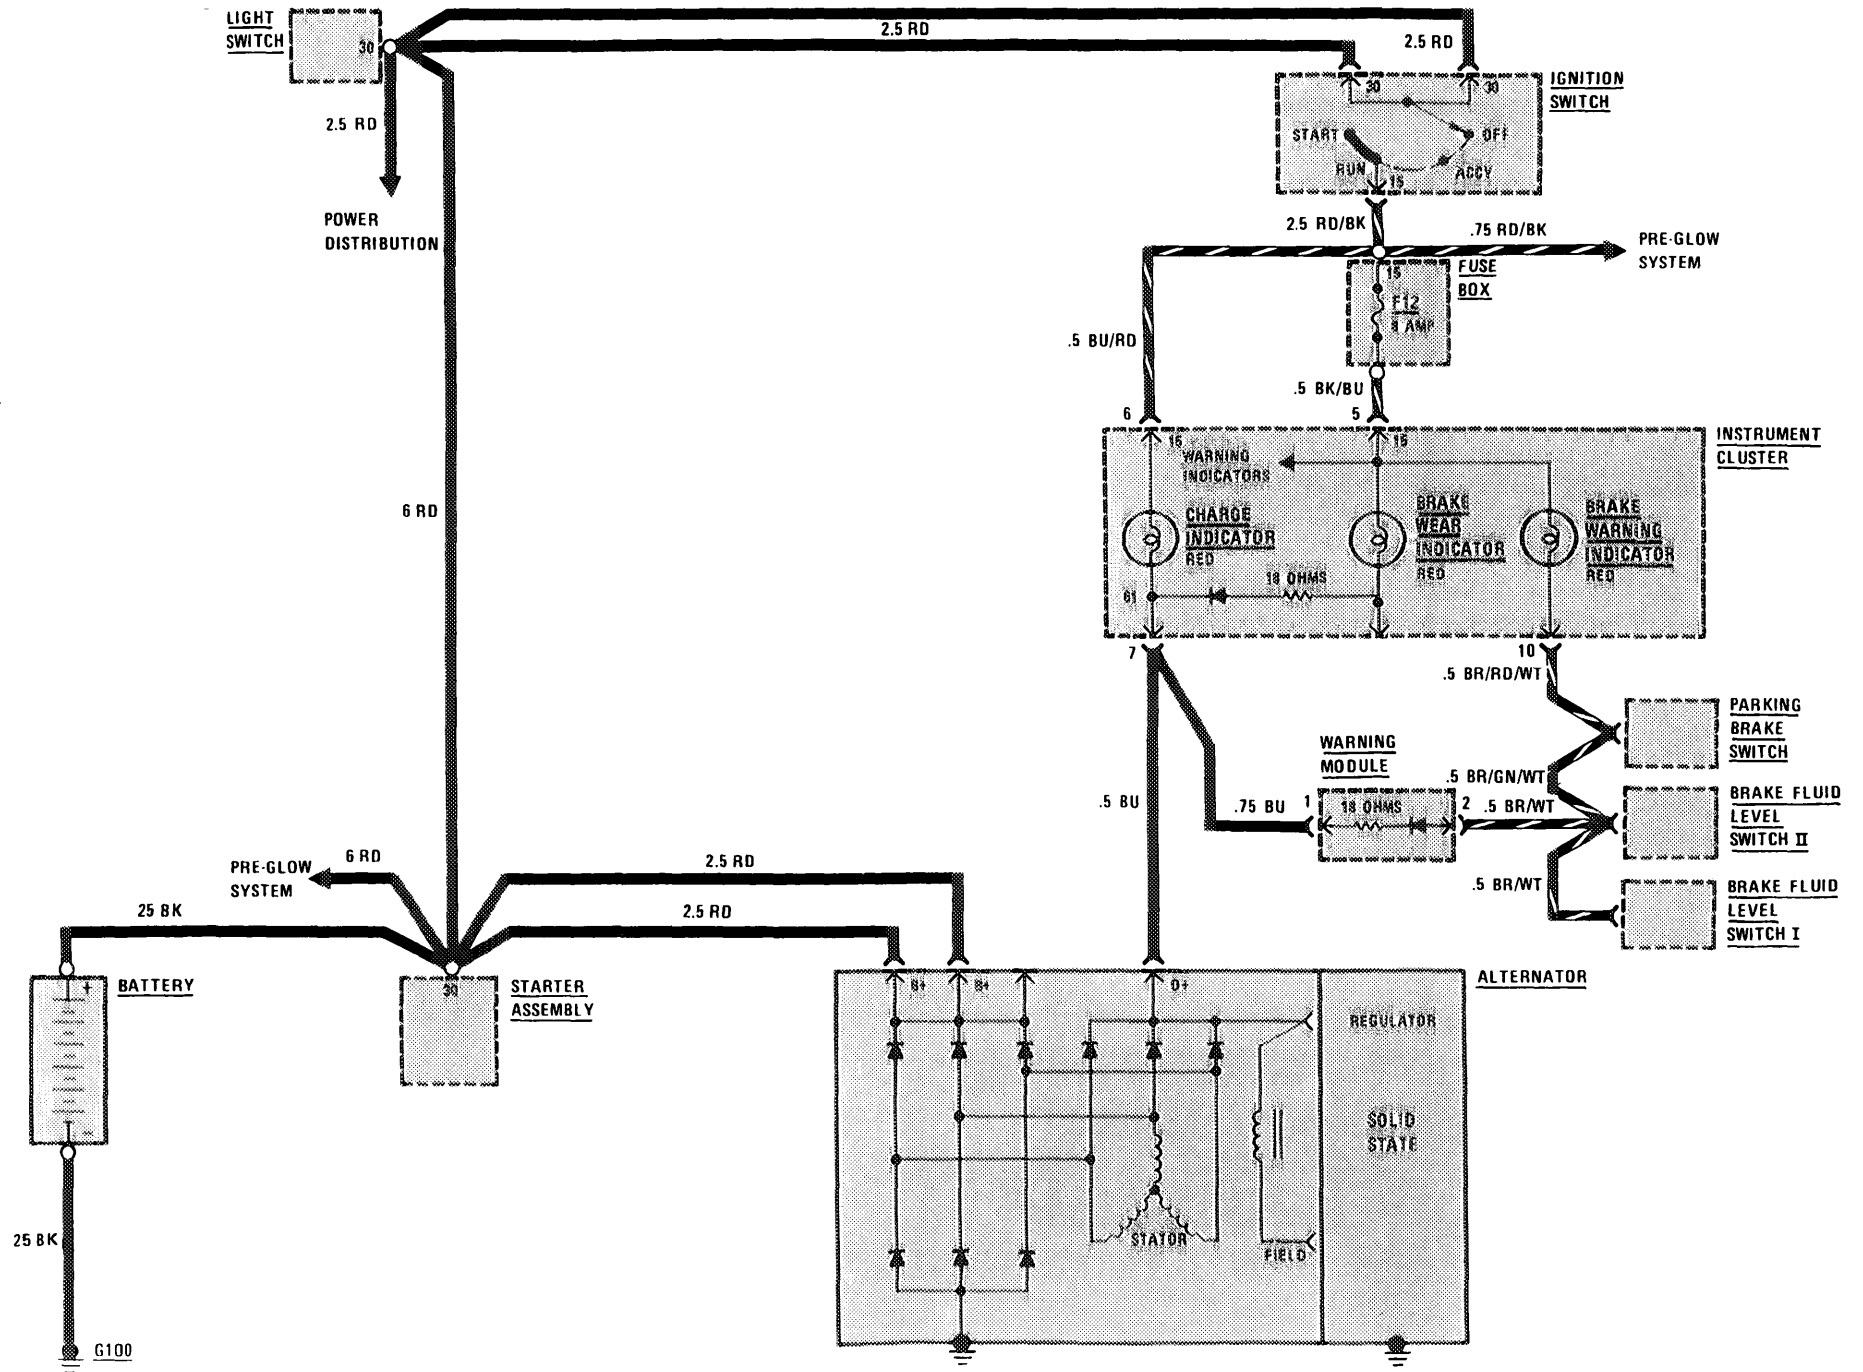 LIGHT
SWITCH
30
2.5 RD
2.5 RD
2.5 RD
POWER
DISTRIBUTION
6 RD
IGNITION
SWITCH
30
30
START
OFF
RUN
ACCY
15
2.5 RD/BK
.75 RD/BK
PRE-GLOW
SYSTEM
FUSE
BOX
15
F12
8 AMP
.5 BU/RD
.5 BK/BU
6
5
INSTRUMENT
CLUSTER
15
15
WARNING
INDICATORS
CHARGE
INDICATOR
RED
BRAKE
WEAR
INDICATOR
RED
BRAKE
WARNING
INDICATOR
RED
61
18 OHMS
7
10
.5 BR/RD/WT
PARKING
BRAKE
SWITCH
WARNING
MODULE
.5 BR/GN/WT
.5 BU
.75 BU
1
18 OHMS
2
.5 BR/WT
BRAKE FLUID
LEVEL
SWITCH II
.5 BR/WT
BRAKE FLUID
LEVEL
SWITCH I
PRE-GLOW
SYSTEM
6 RD
2.5 RD
25 BK
2.5 RD
BATTERY
+
-
30
STARTER
ASSEMBLY
B+
B+
D+
ALTERNATOR
REGULATOR
SOLID
STATE
STATOR
FIELD
25 BK
G100